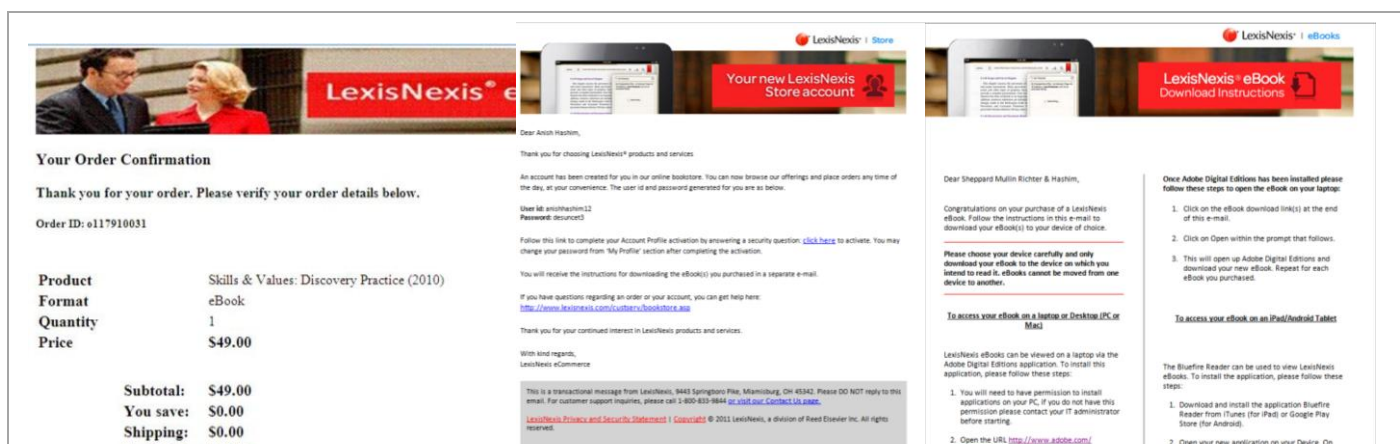 LexisNexis® e
Your Order Confirmation
Thank you for your order. Please verify your order details below.
Order ID: o117910031
Product Skills & Values: Discovery Practice (2010)
Format eBook
Quantity 1
Price $49.00
Subtotal: $49.00
You save: $0.00
Shipping: $0.00
LexisNexis® | Store
Your new LexisNexis
Store account
Dear Anish Hashim,
Thank you for choosing LexisNexis® products and services
An account has been created for you in our online bookstore. You can now browse our offerings and place orders any time of
the day, at your convenience. The user id and password generated for you are as below.
User id: anishhashim12
Password: desuncet3
Follow this link to complete your Account Profile activation by answering a security question: click here to activate. You may
change your password from 'My Profile' section after completing the activation.
You will receive the instructions for downloading the eBook(s) you purchased in a separate e-mail.
If you have questions regarding an order or your account, you can get help here:
http://www.lexisnexis.com/custserv/bookstore.asp
Thank you for your continued interest in LexisNexis products and services.
With kind regards,
LexisNexis eCommerce
This is a transactional message from LexisNexis, 9443 Springboro Pike, Miamisburg, OH 45342. Please DO NOT reply to this
email. For customer support inquiries, please call 1-800-833-9844 or visit our Contact Us page.
LexisNexis Privacy and Security Statement | Copyright © 2011 LexisNexis, a division of Reed Elsevier Inc. All rights
reserved.
LexisNexis® | eBooks
LexisNexis® eBook
Download Instructions
Dear Sheppard Mullin Richter & Hashim,
Congratulations on your purchase of a LexisNexis
eBook. Follow the instructions in this e-mail to
download your eBook(s) to your device of choice.
Please choose your device carefully and only
download your eBook to the device on which you
intend to read it. eBooks cannot be moved from one
device to another.
To access your eBook on a laptop or Desktop (PC or
Mac)
LexisNexis eBooks can be viewed on a laptop via the
Adobe Digital Editions application. To install this
application, please follow these steps:
1. You will need to have permission to install
applications on your PC, if you do not have this
permission please contact your IT administrator
before starting.
2. Open the URL http://www.adobe.com/
Once Adobe Digital Editions has been installed please
follow these steps to open the eBook on your laptop:
1. Click on the eBook download link(s) at the end
of this e-mail.
2. Click on Open within the prompt that follows.
3. This will open up Adobe Digital Editions and
download your new eBook. Repeat for each
eBook you purchased.
To access your eBook on an iPad/Android Tablet
The Bluefire Reader can be used to view LexisNexis
eBooks. To install the application, please follow these
steps:
1. Download and install the application Bluefire
Reader from iTunes (for iPad) or Google Play
Store (for Android).
2. Open your new application on your Device. On